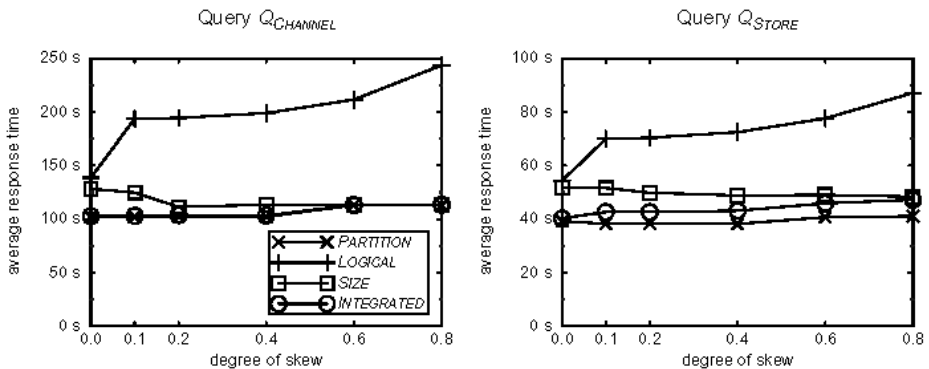 Query QCHANNEL
average response time
250 s
200 s
150 s
100 s
50 s
0 s
0.0 0.1 0.2 0.4 0.6 0.8
degree of skew
PARTITION
LOGICAL
SIZE
INTEGRATED
Query QSTORE
average response time
100 s
80 s
60 s
40 s
20 s
0 s
0.0 0.1 0.2 0.4 0.6 0.8
degree of skew